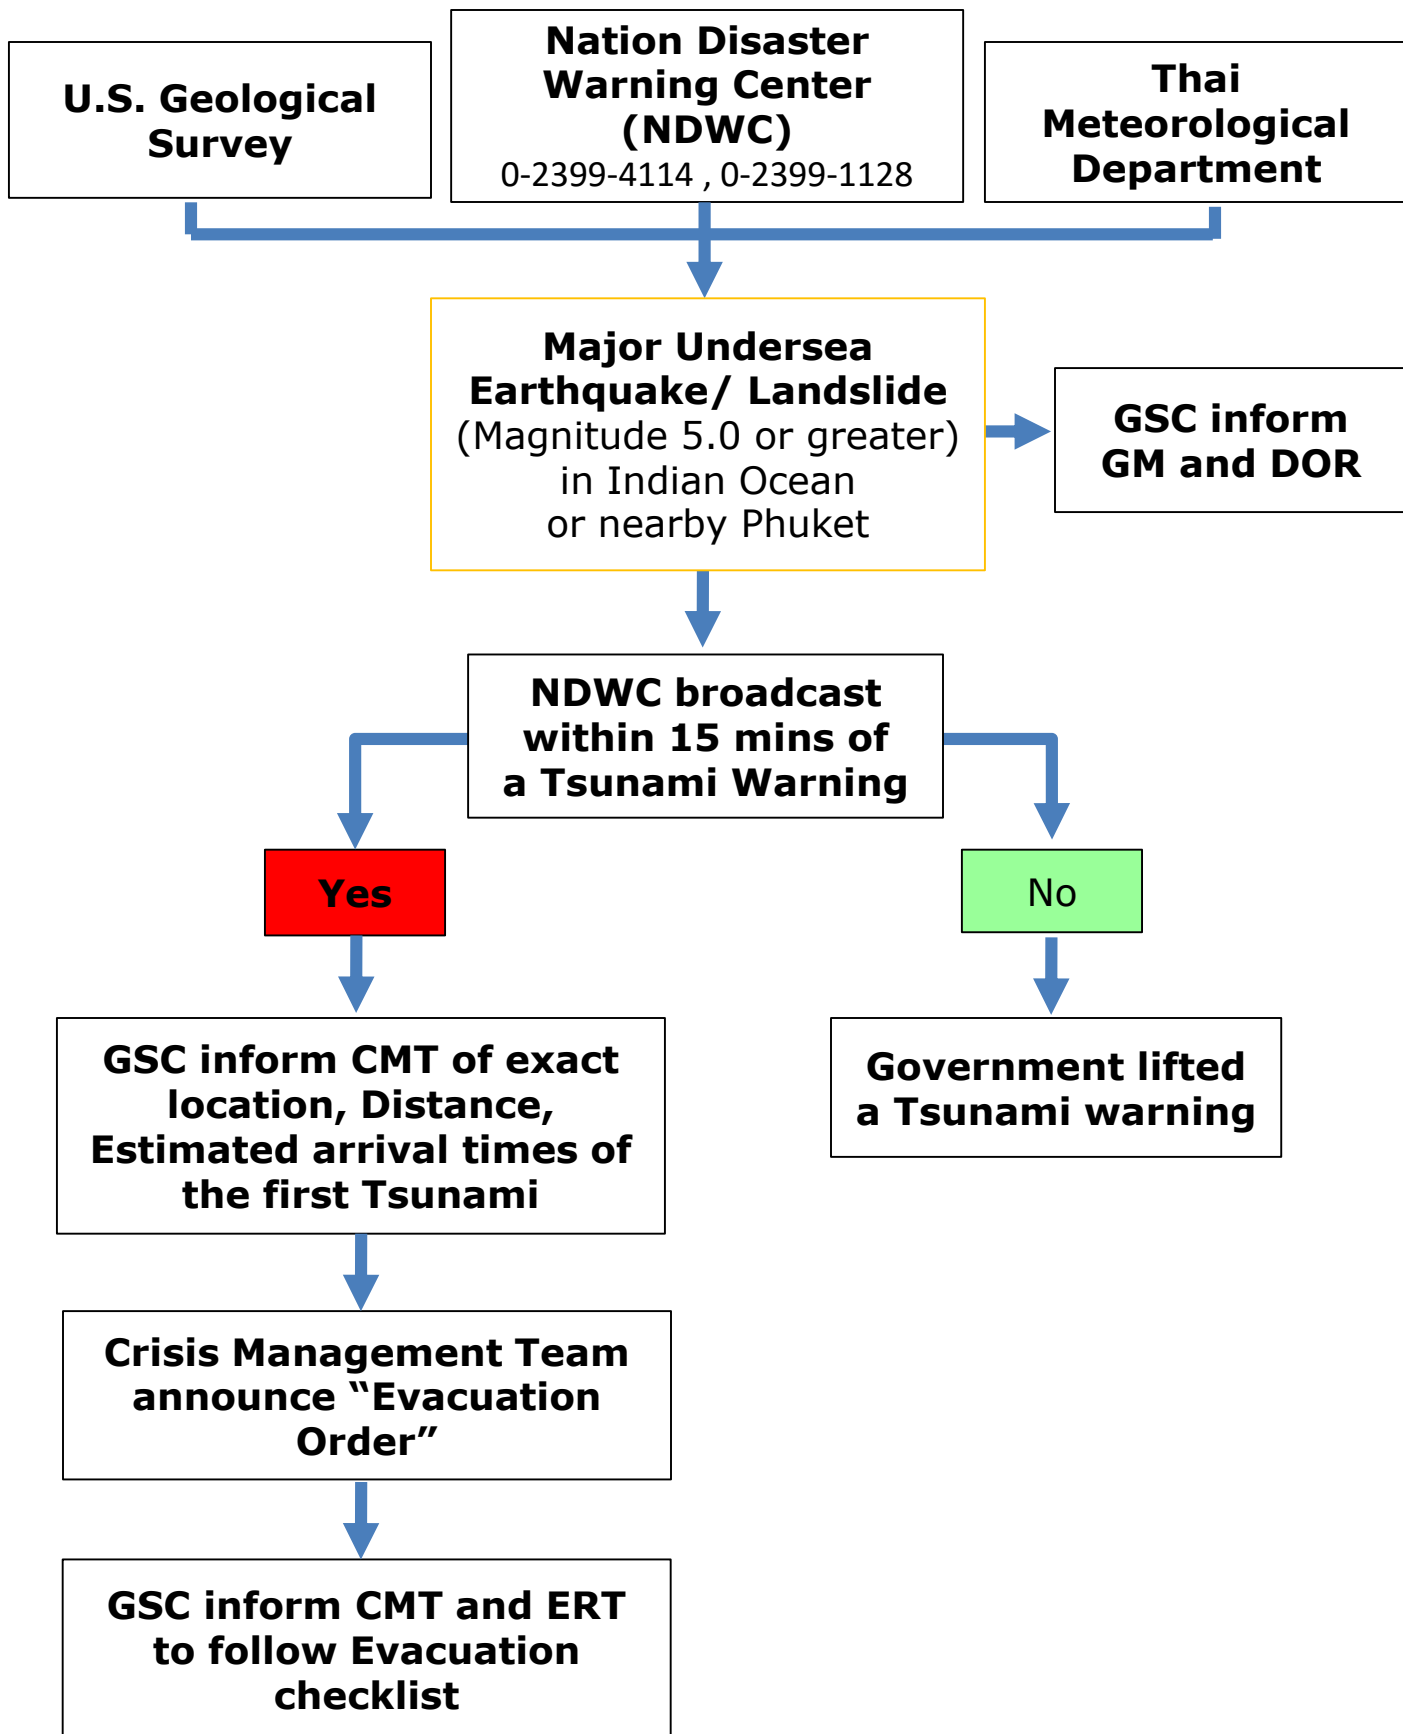 U.S. Geological
Survey
Nation Disaster
Warning Center
(NDWC)
0-2399-4114 , 0-2399-1128
Thai
Meteorological
Department
Major Undersea
Earthquake/ Landslide
(Magnitude 5.0 or greater)
in Indian Ocean
or nearby Phuket
GSC inform
GM and DOR
NDWC broadcast
within 15 mins of
a Tsunami Warning
Yes
No
GSC inform CMT of exact
location, Distance,
Estimated arrival times of
the first Tsunami
Government lifted
a Tsunami warning
Crisis Management Team
announce “Evacuation
Order”
GSC inform CMT and ERT
to follow Evacuation
checklist